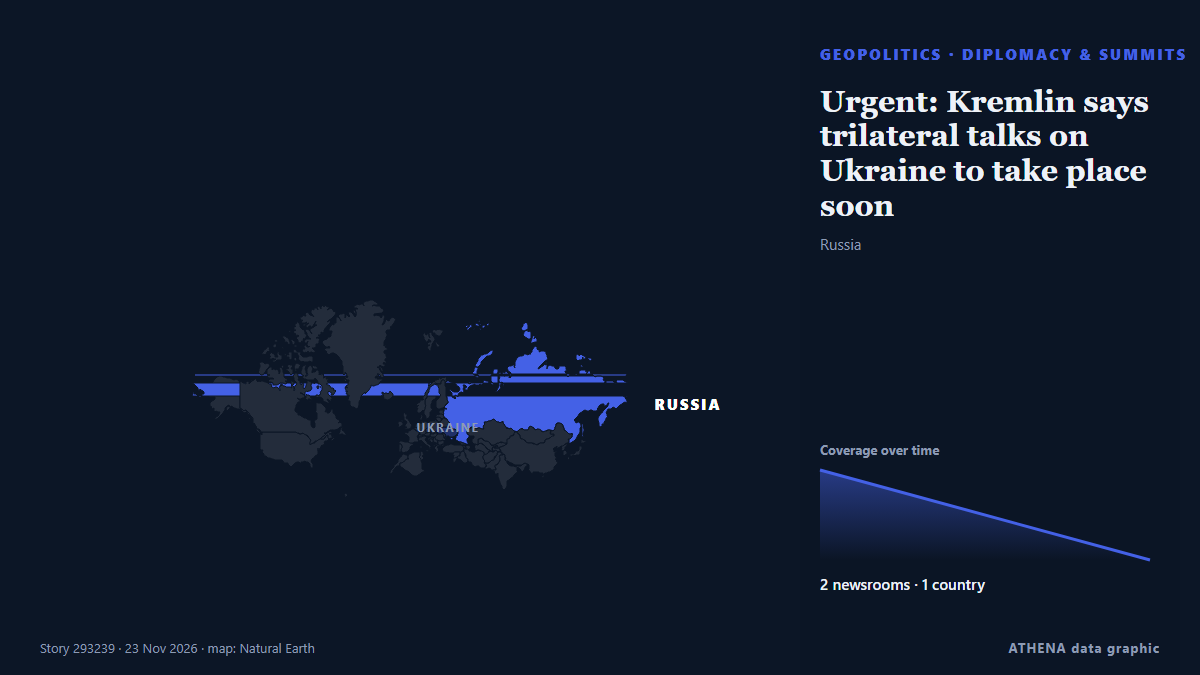 GEOPOLITICS · DIPLOMACY & SUMMITS
Urgent: Kremlin says
trilateral talks on
Ukraine to take place
soon
Russia
RUSSIA
UKRAINE
Coverage over time
2 newsrooms · 1 country
Story 293239 · 23 Nov 2026 · map: Natural Earth
ATHENA data graphic